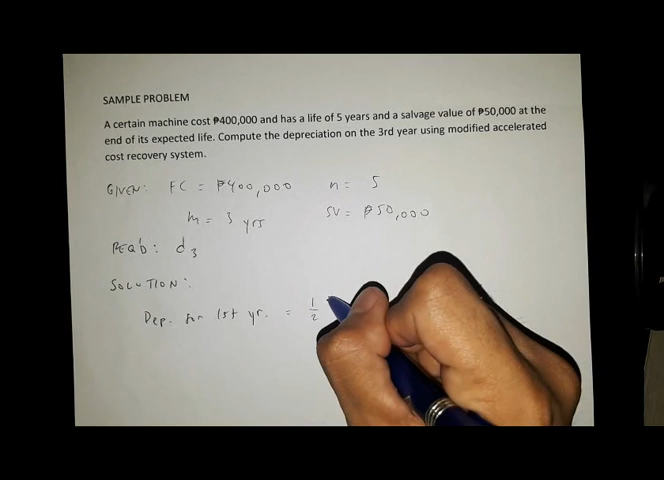 SAMPLE PROBLEM
A certain machine cost ₱400,000 and has a life of 5 years and a salvage value of ₱50,000 at the
end of its expected life. Compute the depreciation on the 3rd year using modified accelerated
cost recovery system.
GIVEN: FC = ₱400,000 n = 5
m = 3 yrs SV = ₱50,000
REQ'D: d3
SOLUTION:
Dep. for 1st yr. = 1/2